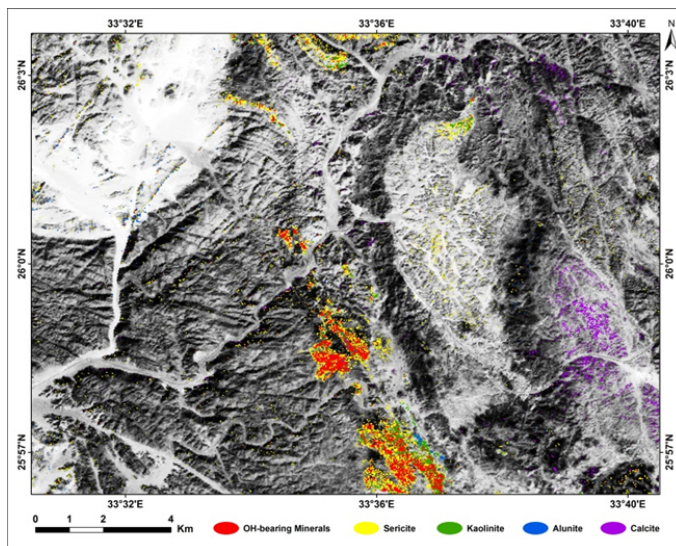 33°32'E 33°36'E 33°40'E
N
26°3'N 26°3'N
26°0'N 26°0'N
25°57'N 25°57'N
33°32'E 33°36'E 33°40'E
0 1 2 4 Km OH-bearing Minerals Sericite Kaolinite Alunite Calcite